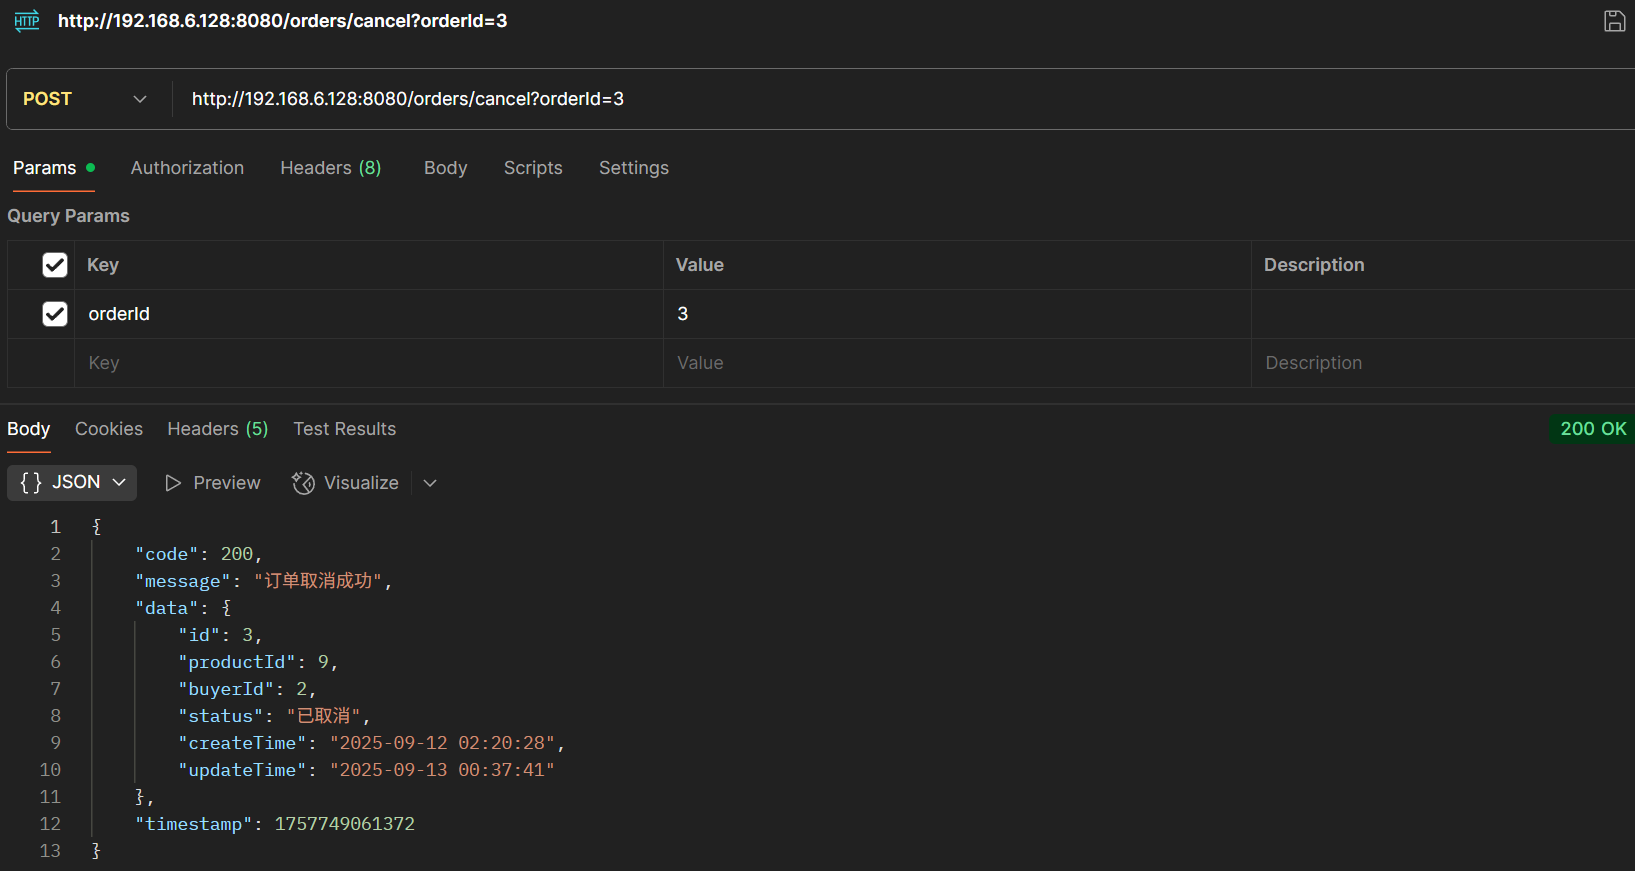 HTTP http://192.168.6.128:8080/orders/cancel?orderId=3
POST http://192.168.6.128:8080/orders/cancel?orderId=3
Params Authorization Headers (8) Body Scripts Settings
Query Params
Key Value Description
orderId 3
Key Value Description
Body Cookies Headers (5) Test Results 200 OK
{ } JSON Preview Visualize
1 {
2 "code": 200,
3 "message": "订单取消成功",
4 "data": {
5 "id": 3,
6 "productId": 9,
7 "buyerId": 2,
8 "status": "已取消",
9 "createTime": "2025-09-12 02:20:28",
10 "updateTime": "2025-09-13 00:37:41"
11 },
12 "timestamp": 1757749061372
13 }